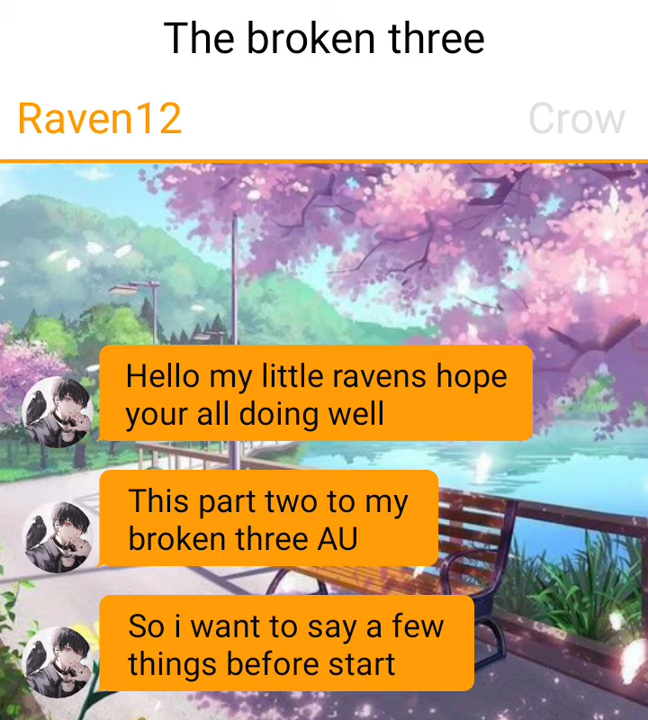 The broken three
Raven12
Crow
Hello my little ravens hope
your all doing well
This part two to my
broken three AU
So i want to say a few
things before start